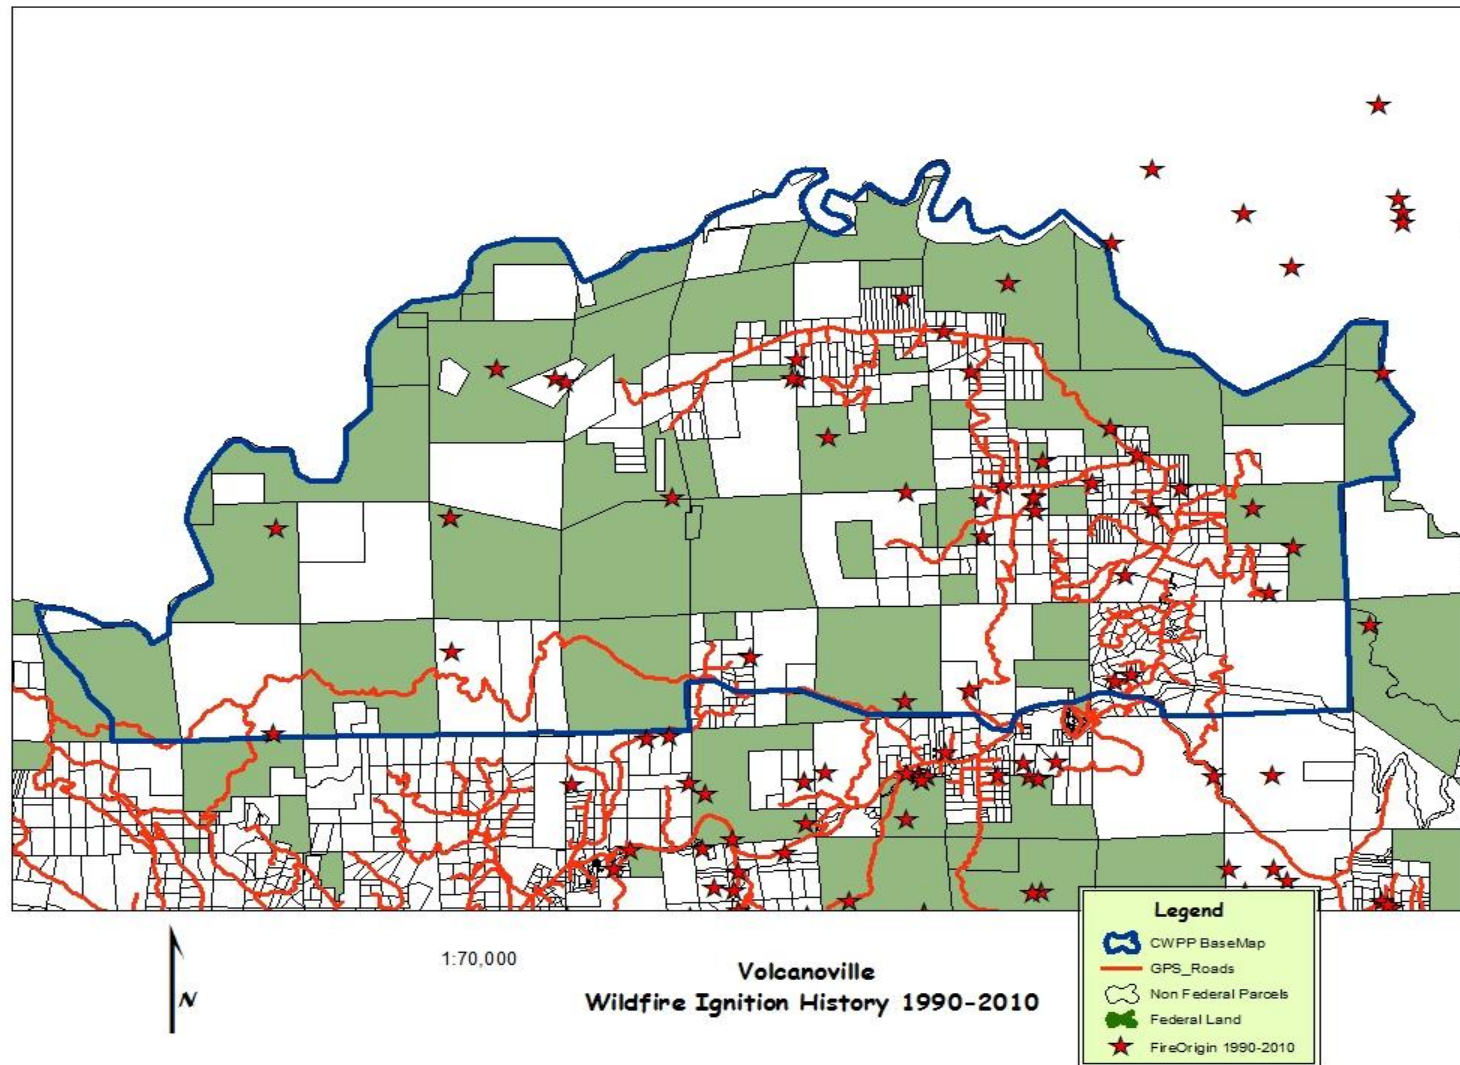 Legend
CWPP BaseMap
GPS_Roads
Non Federal Parcels
Federal Land
FireOrigin 1990-2010
N
1:70,000
Volcanoville
Wildfire Ignition History 1990-2010